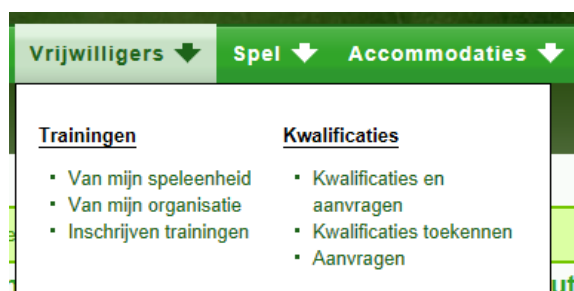 Vrijwilligers Spel Accommodaties
Trainingen
Van mijn speleenheid
Van mijn organisatie
Inschrijven trainingen
Kwalificaties
Kwalificaties en
aanvragen
Kwalificaties toekennen
Aanvragen